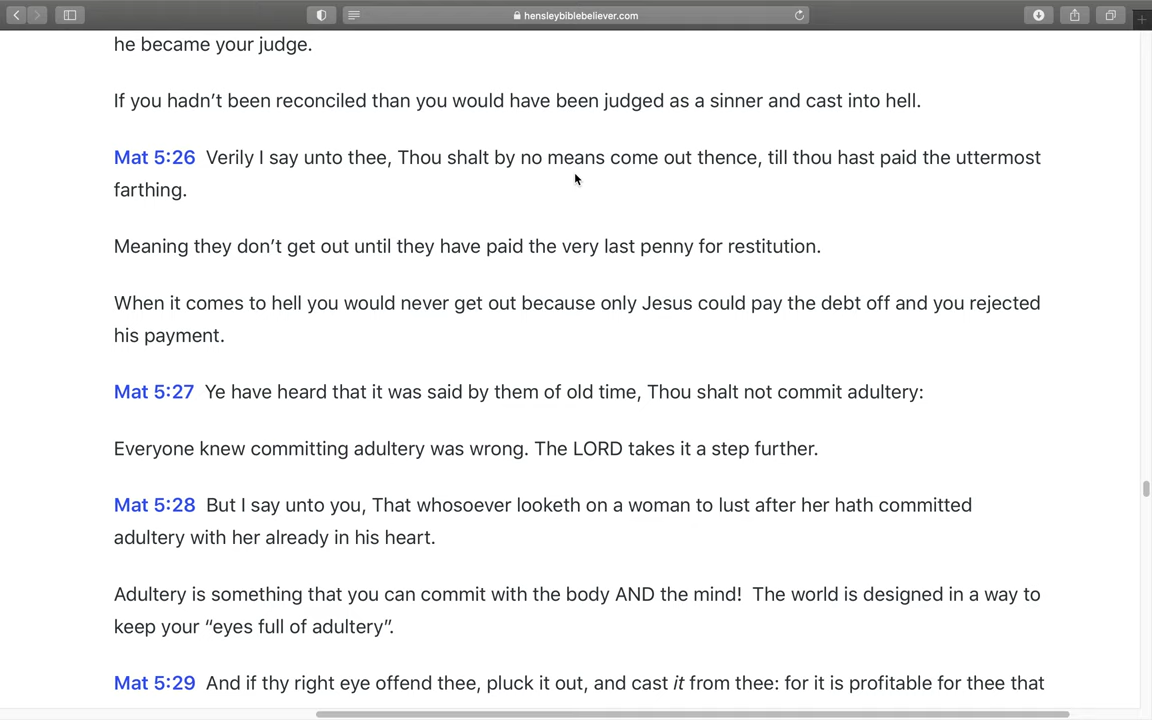 hensleybiblebeliever.com
he became your judge.
If you hadn’t been reconciled than you would have been judged as a sinner and cast into hell.
Mat 5:26 Verily I say unto thee, Thou shalt by no means come out thence, till thou hast paid the uttermost
farthing.
Meaning they don’t get out until they have paid the very last penny for restitution.
When it comes to hell you would never get out because only Jesus could pay the debt off and you rejected
his payment.
Mat 5:27 Ye have heard that it was said by them of old time, Thou shalt not commit adultery:
Everyone knew committing adultery was wrong. The LORD takes it a step further.
Mat 5:28 But I say unto you, That whosoever looketh on a woman to lust after her hath committed
adultery with her already in his heart.
Adultery is something that you can commit with the body AND the mind! The world is designed in a way to
keep your “eyes full of adultery”.
Mat 5:29 And if thy right eye offend thee, pluck it out, and cast it from thee: for it is profitable for thee that